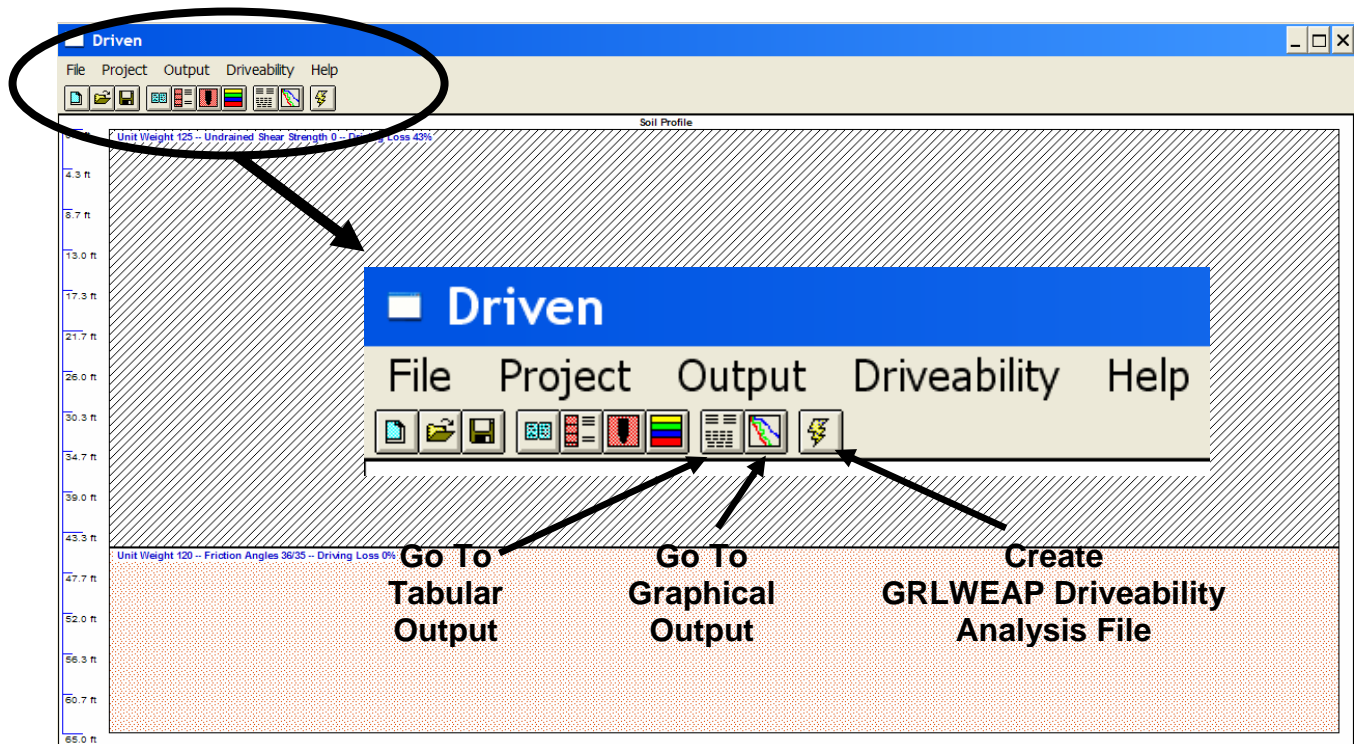 Driven
File Project Output Driveability Help
Soil Profile
Unit Weight 125 -- Undrained Shear Strength 0 -- Driving Loss 43%
4.3 ft
8.7 ft
13.0 ft
17.3 ft
21.7 ft
26.0 ft
30.3 ft
34.7 ft
39.0 ft
43.3 ft
47.7 ft
52.0 ft
56.3 ft
60.7 ft
65.0 ft
Driven
File Project Output Driveability Help
Unit Weight 120 -- Friction Angles 36/35 -- Driving Loss 0%
Go To
Tabular
Output
Go To
Graphical
Output
Create
GRLWEAP Driveability
Analysis File